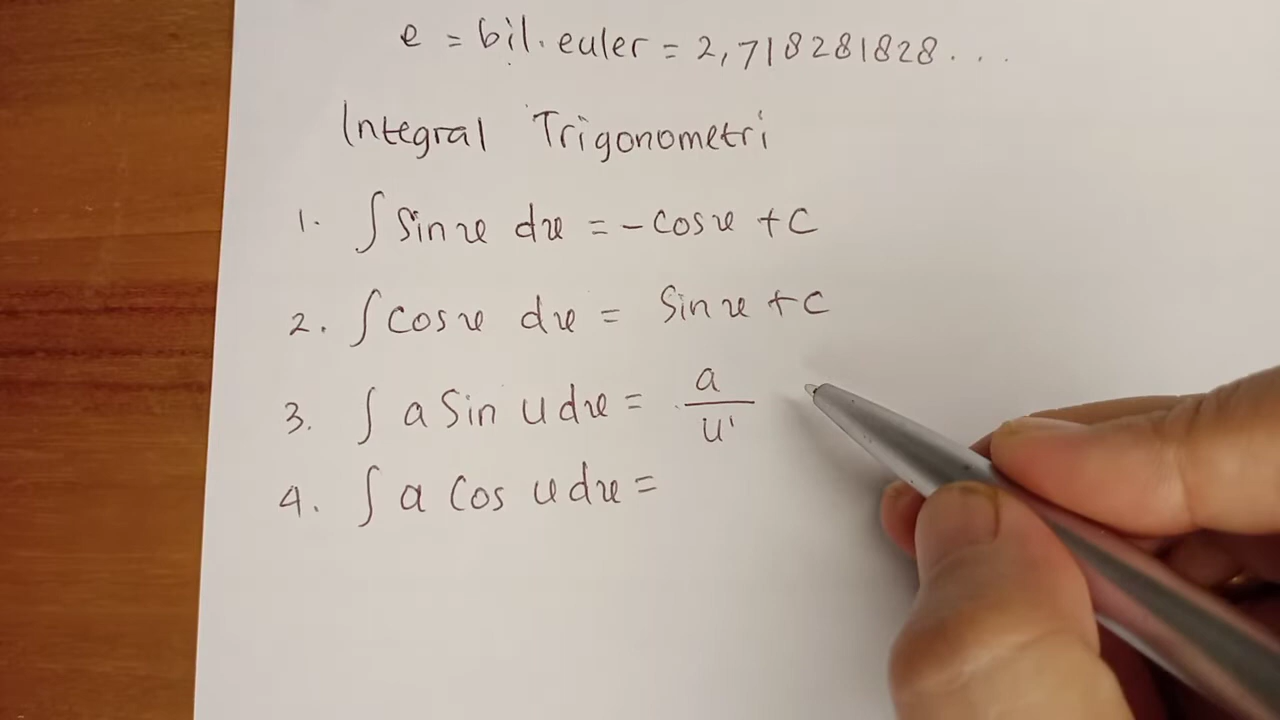 e = bil. euler = 2,718281828...
Integral Trigonometri
1. ∫ Sin x dx = - cos x + C
2. ∫ cos x dx = Sin x + C
3. ∫ a Sin u dx = a/u'
4. ∫ a cos u dx =